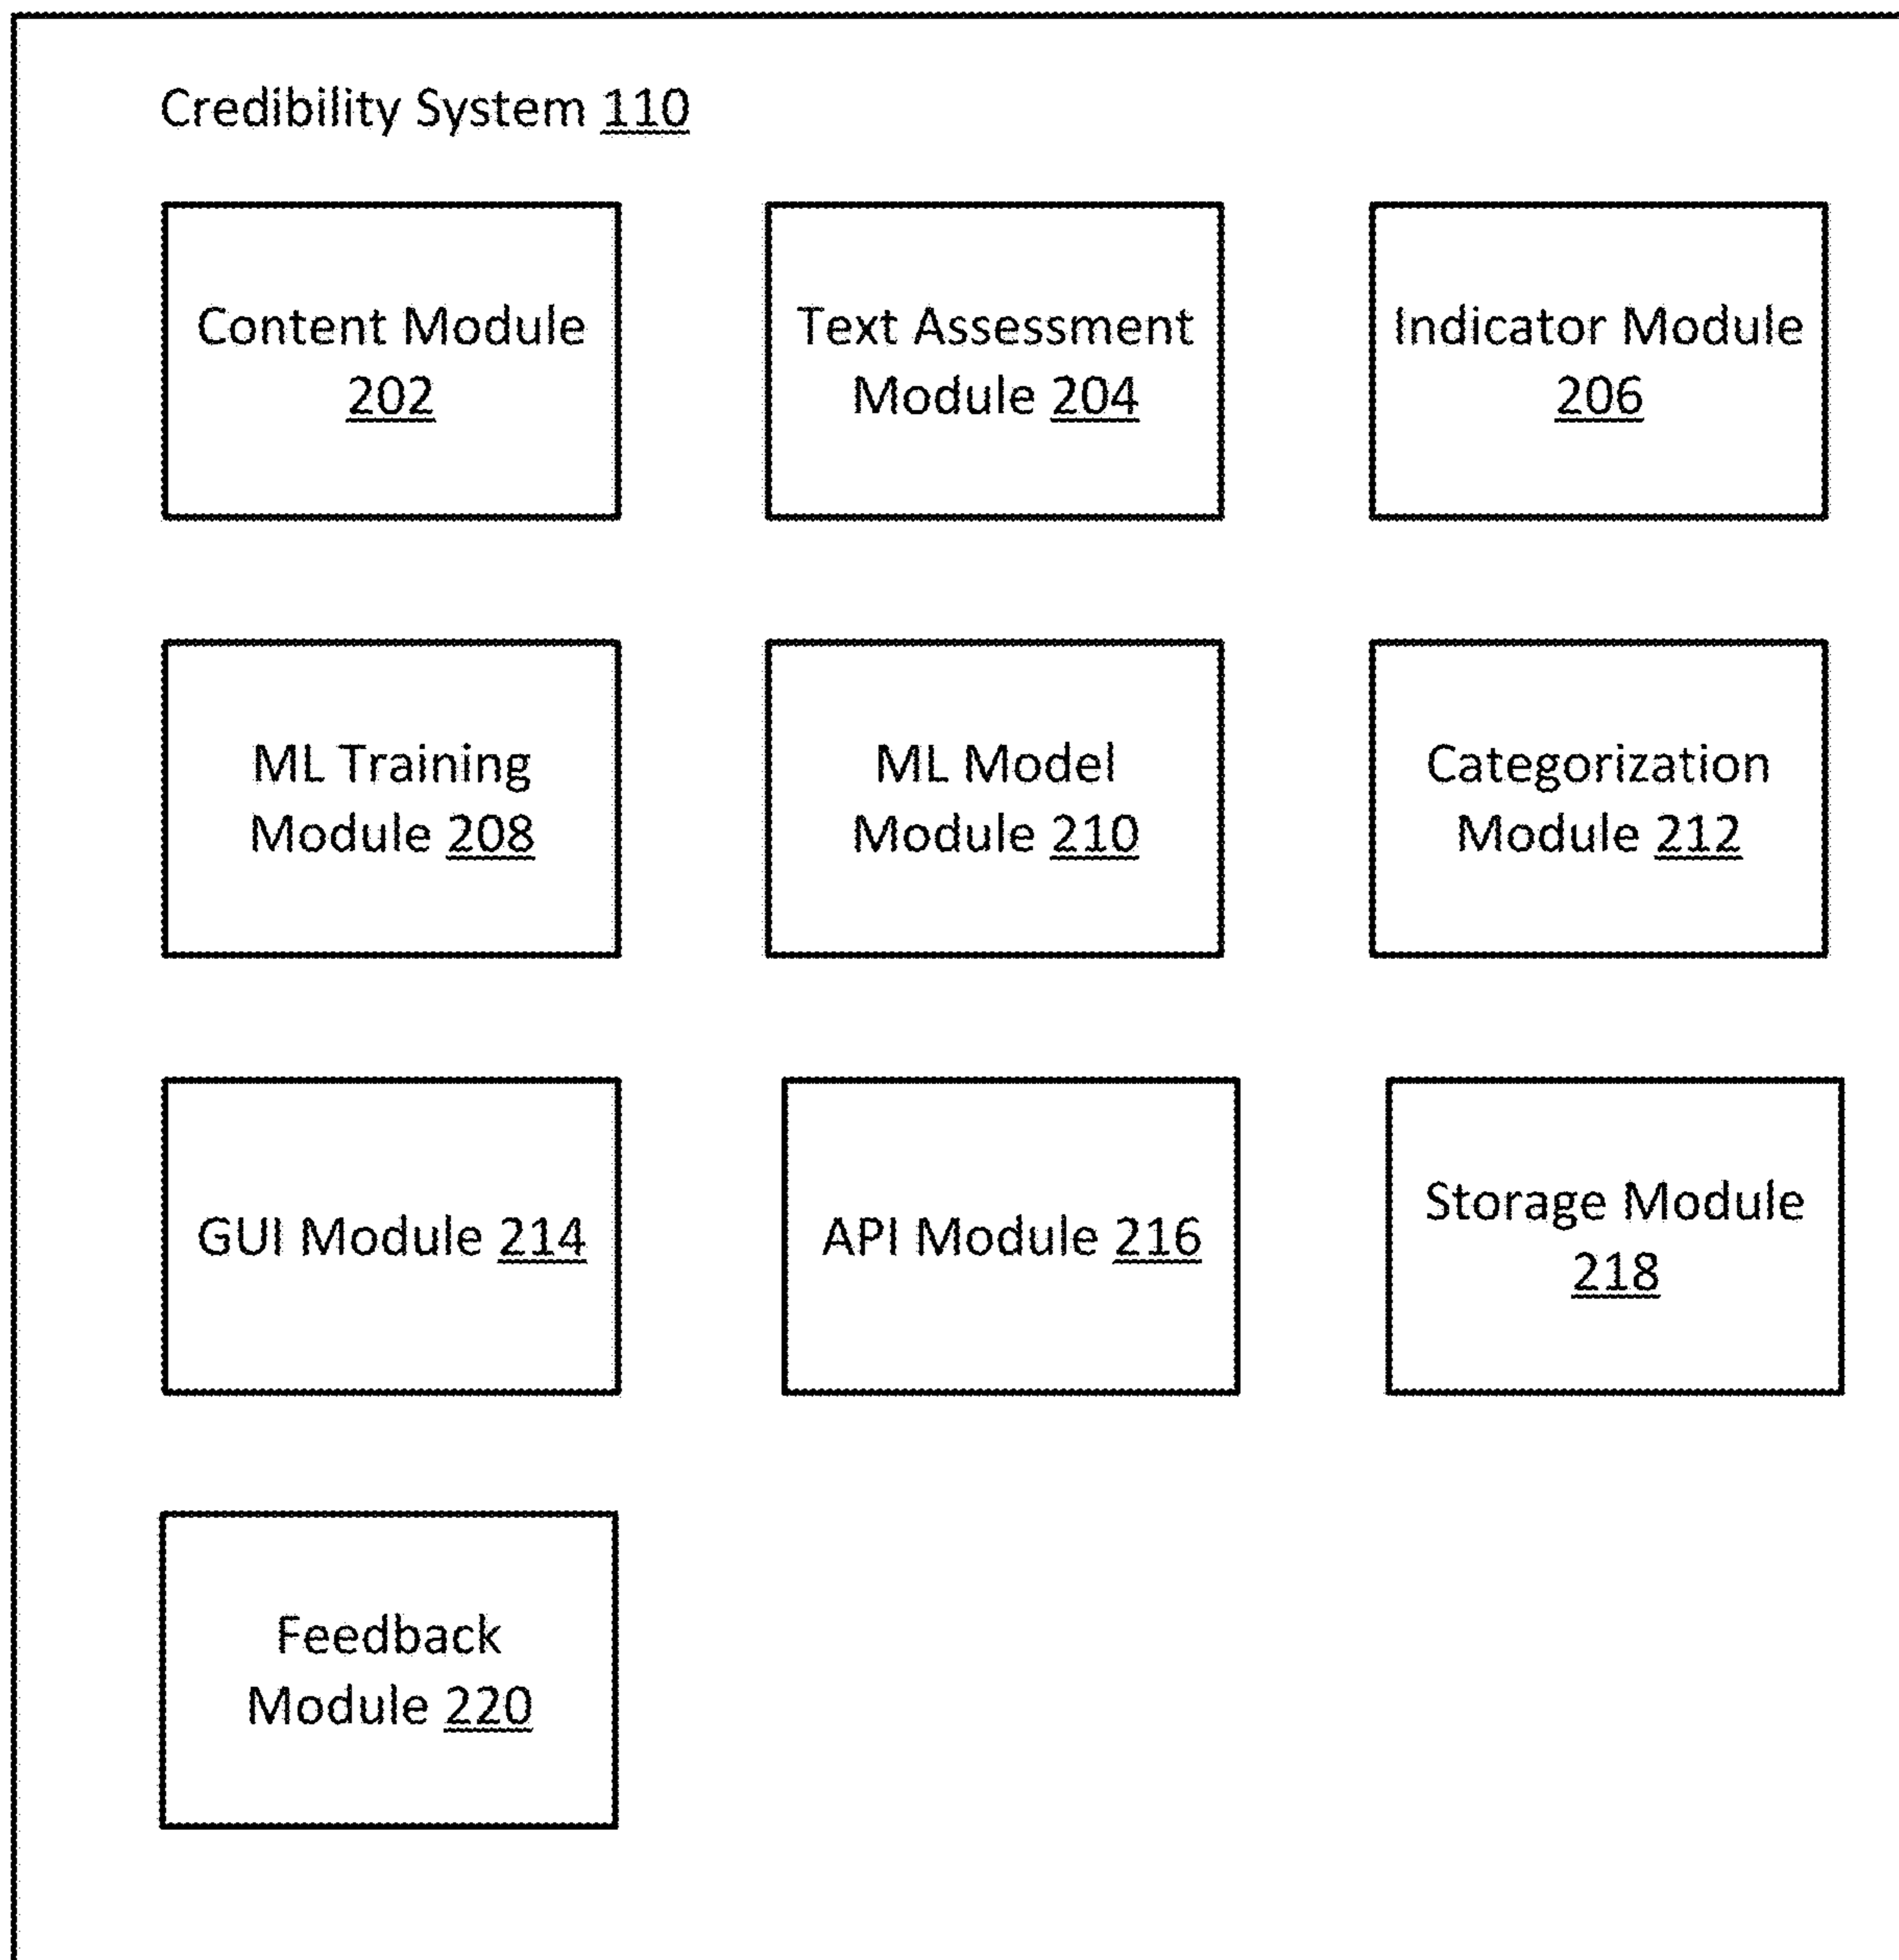 Credibility System 110
Content Module
202
Text Assessment
Module 204
Indicator Module
206
ML Training
Module 208
ML Model
Module 210
Categorization
Module 212
GUI Module 214
API Module 216
Storage Module
218
Feedback
Module 220